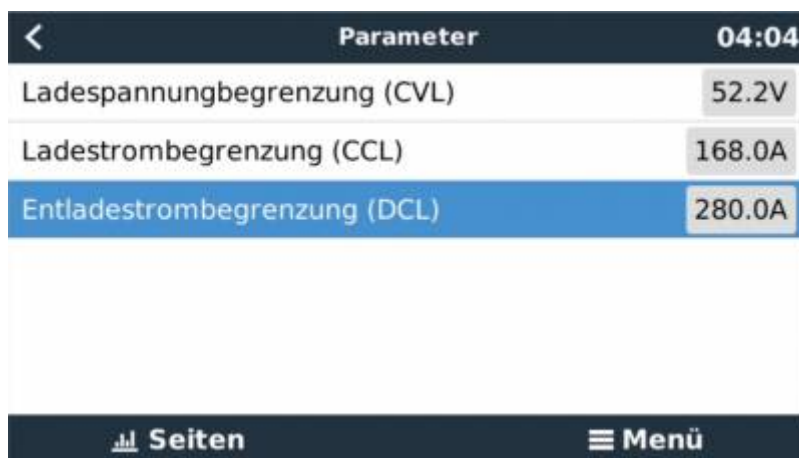 Parameter 04:04
Ladespannungbegrenzung (CVL) 52.2V
Ladestrombegrenzung (CCL) 168.0A
Entladestrombegrenzung (DCL) 280.0A
Seiten Menü